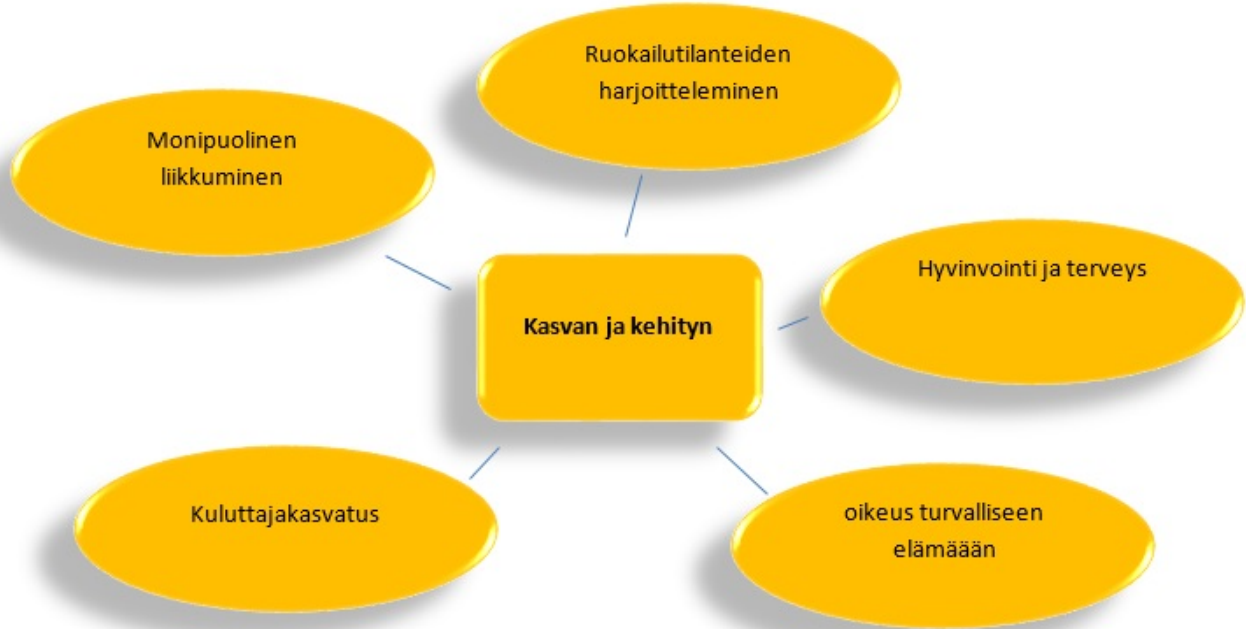 Ruokailutilanteiden
harjoitteleminen
Monipuolinen
liikkuminen
Hyvinvointi ja terveys
Kasvan ja kehityn
Kuluttajakasvatus
oikeus turvalliseen
elämäään